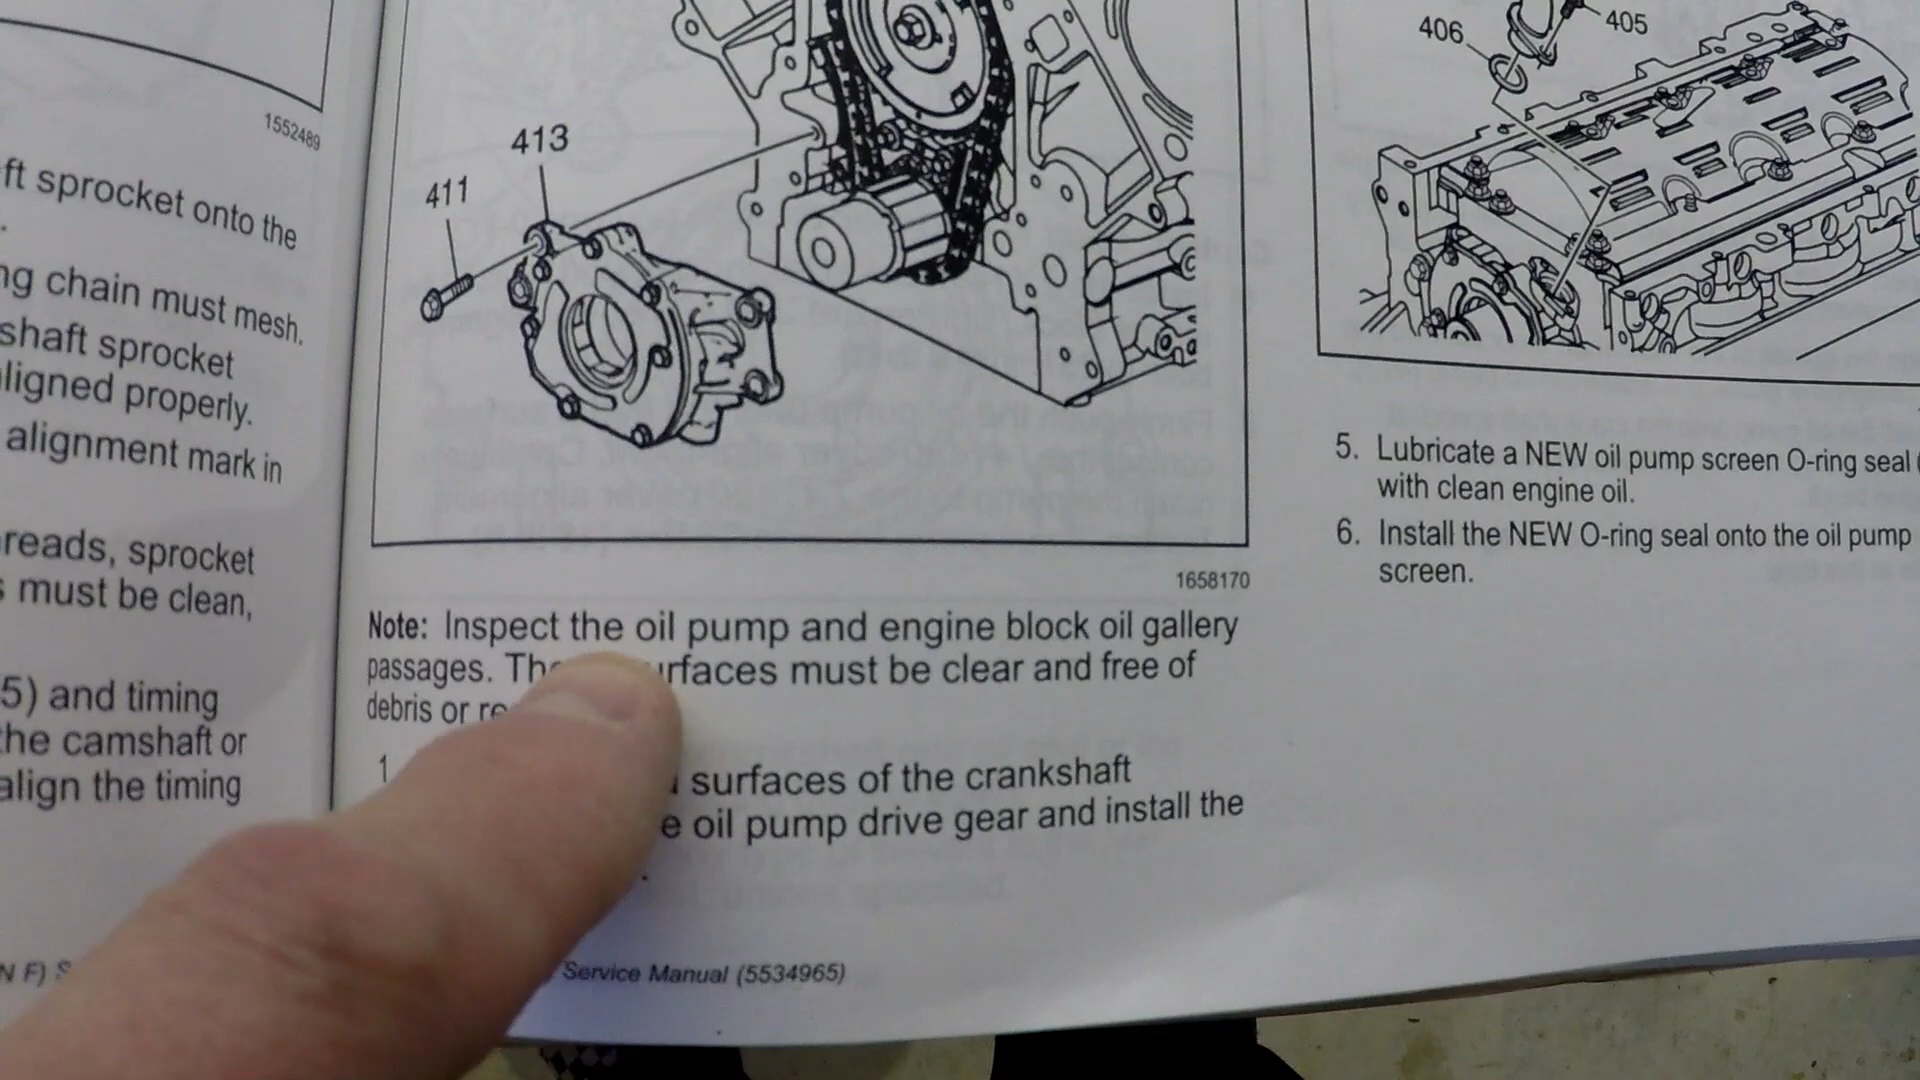 1552489
ft sprocket onto the
ng chain must mesh.
shaft sprocket
aligned properly.
alignment mark in
reads, sprocket
s must be clean,
5) and timing
the camshaft or
align the timing
N F) S
413
411
1658170
Note: Inspect the oil pump and engine block oil gallery
passages. The urfaces must be clear and free of
debris or re
1
surfaces of the crankshaft
e oil pump drive gear and install the
Service Manual (5534965)
406
405
5. Lubricate a NEW oil pump screen O-ring seal (
with clean engine oil.
6. Install the NEW O-ring seal onto the oil pump
screen.